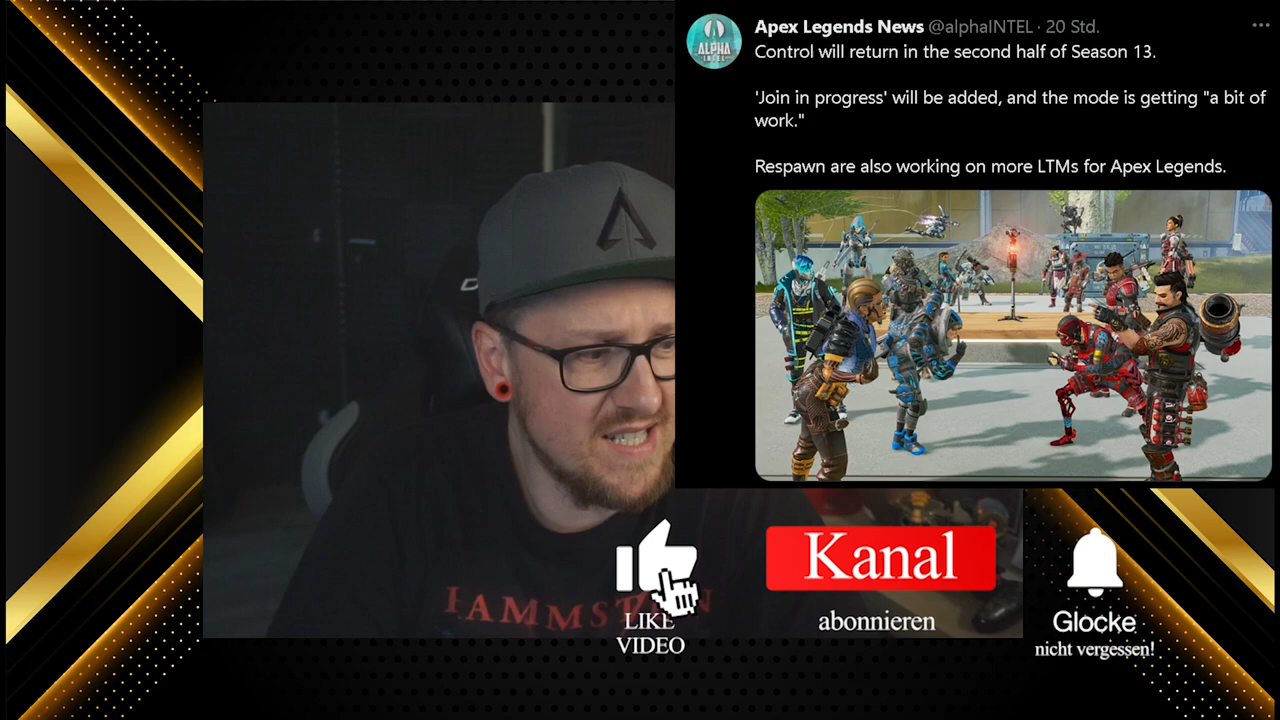 Apex Legends News @alphaINTEL · 20 Std.
Control will return in the second half of Season 13.
'Join in progress' will be added, and the mode is getting "a bit of
work."
Respawn are also working on more LTMs for Apex Legends.
ALPHA
INTEL
LIKE
VIDEO
Kanal
abonnieren
Glocke
nicht vergessen!